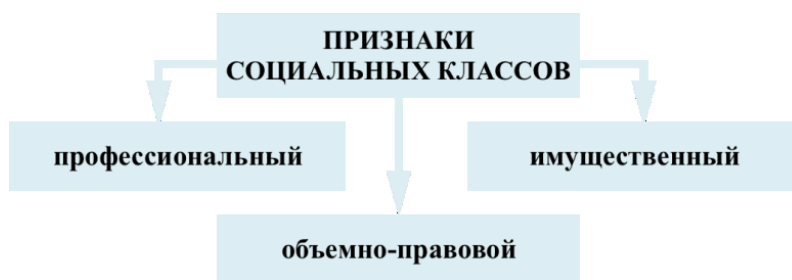 ПРИЗНАКИ
СОЦИАЛЬНЫХ КЛАССОВ
профессиональный
имущественный
объемно-правовой